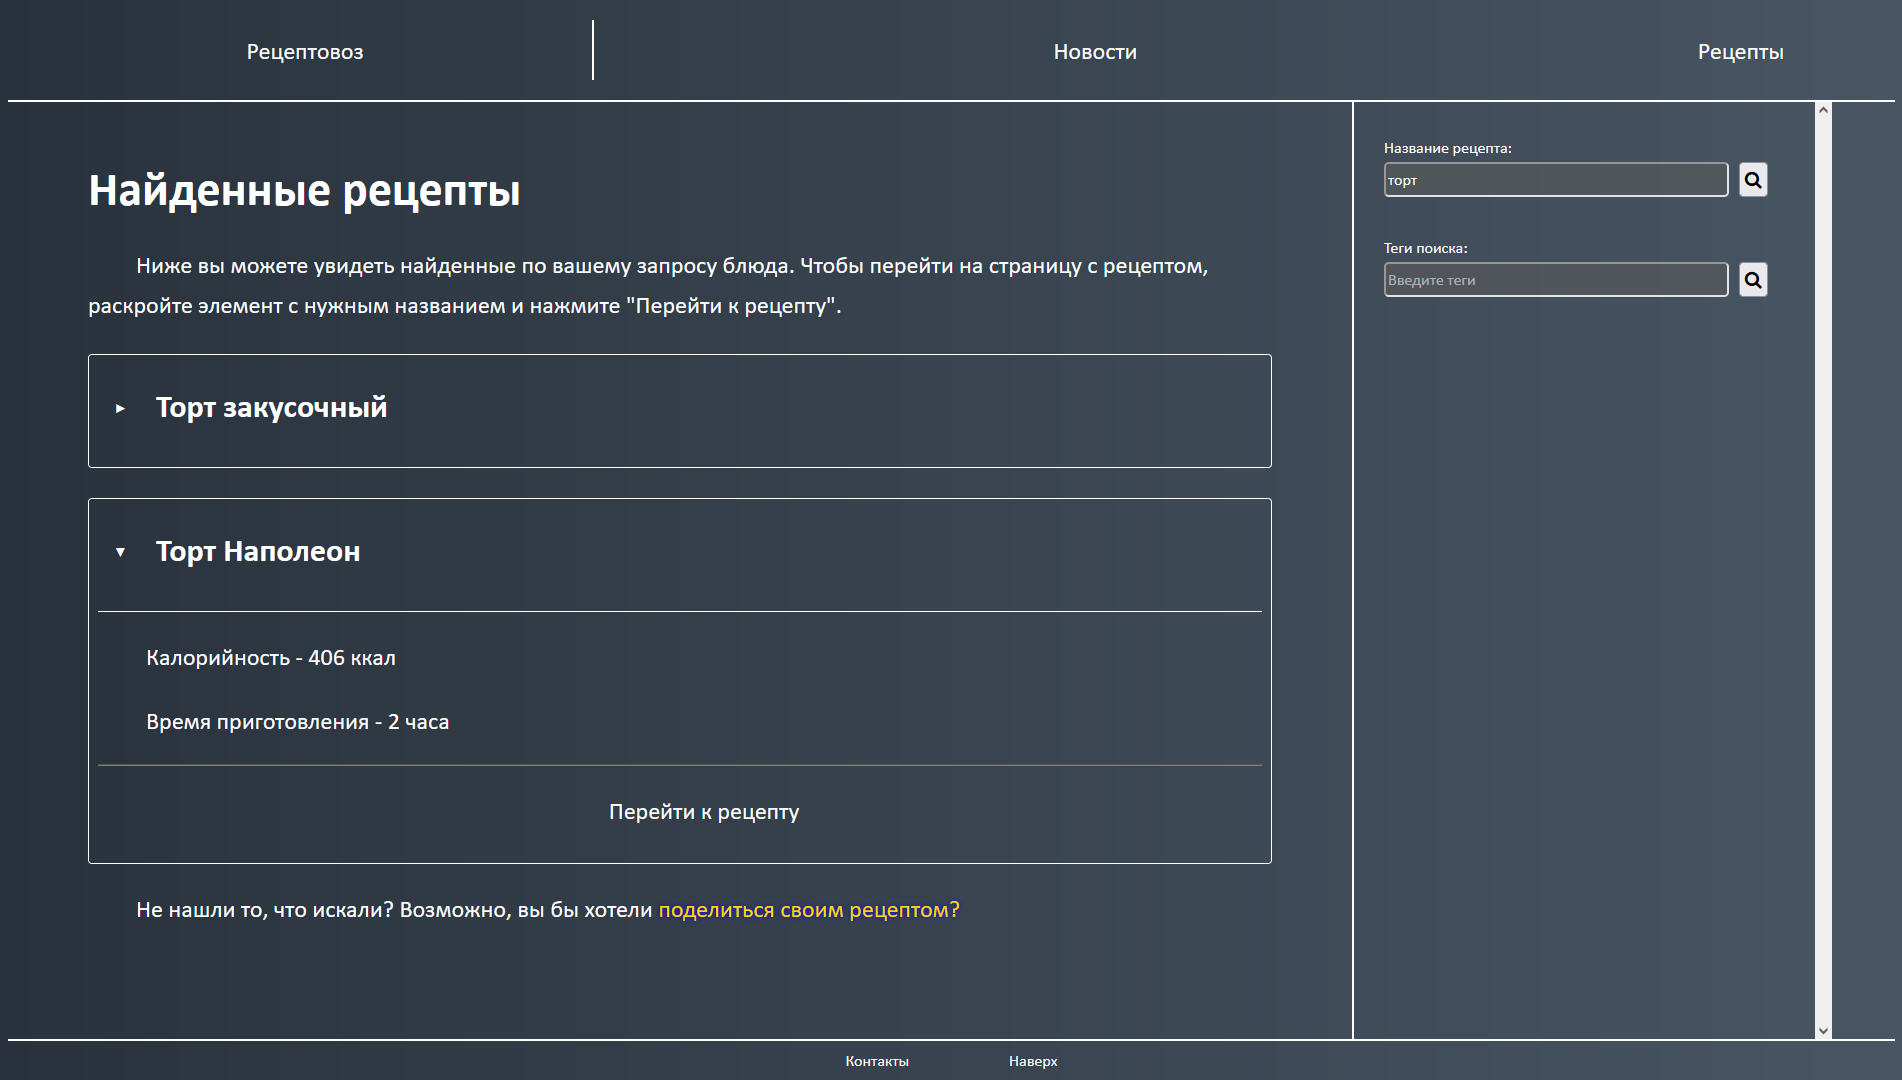 Рецептовоз
Новости
Рецепты
Найденные рецепты
Ниже вы можете увидеть найденные по вашему запросу блюда. Чтобы перейти на страницу с рецептом,
раскройте элемент с нужным названием и нажмите "Перейти к рецепту".
Торт закусочный
Торт Наполеон
Калорийность - 406 ккал
Время приготовления - 2 часа
Перейти к рецепту
Не нашли то, что искали? Возможно, вы бы хотели поделиться своим рецептом?
Название рецепта:
торт
Теги поиска:
Введите теги
Контакты
Наверх